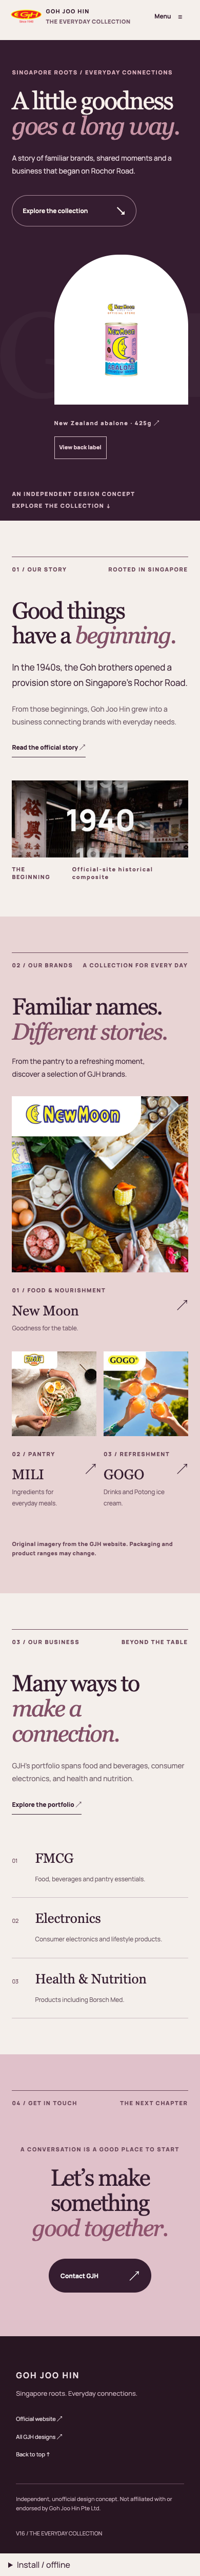 GJH
GOH JOO HIN
THE EVERYDAY COLLECTION
Menu
SINGAPORE ROOTS / EVERYDAY CONNECTIONS
A little goodness
goes a long way.
A story of familiar brands, shared moments and a
business that began on Rochor Road.
Explore the collection ↘
New Moon
New Moon
New Zealand abalone · 425g ↗
View back label
AN INDEPENDENT DESIGN CONCEPT
EXPLORE THE COLLECTION ↓
01 / OUR STORY
ROOTED IN SINGAPORE
Good things
have a beginning.
In the 1940s, the Goh brothers opened a
provision store on Singapore's Rochor Road.
From those beginnings, Goh Joo Hin grew into a
business connecting brands with everyday needs.
Read the official story ↗
裕興
1940
THE
BEGINNING
Official-site historical
composite
02 / OUR BRANDS
A COLLECTION FOR EVERY DAY
Familiar names.
Different stories.
From the pantry to a refreshing moment,
discover a selection of GJH brands.
New Moon
01 / FOOD & NOURISHMENT
New Moon ↗
Goodness for the table.
MILI
GOGO
02 / PANTRY
MILI ↗
Ingredients for
everyday meals.
03 / REFRESHMENT
GOGO ↗
Drinks and Potong ice
cream.
Original imagery from the GJH website. Packaging and
product ranges may change.
03 / OUR BUSINESS
BEYOND THE TABLE
Many ways to
make a
connection.
GJH's portfolio spans food and beverages, consumer
electronics, and health and nutrition.
Explore the portfolio ↗
01 FMCG
Food, beverages and pantry essentials.
02 Electronics
Consumer electronics and lifestyle products.
03 Health & Nutrition
Products including Borsch Med.
04 / GET IN TOUCH
THE NEXT CHAPTER
A CONVERSATION IS A GOOD PLACE TO START
Let's make
something
good together.
Contact GJH ↗
GOH JOO HIN
Singapore roots. Everyday connections.
Official website ↗
All GJH designs ↗
Back to top ↑
Independent, unofficial design concept. Not affiliated with or
endorsed by Goh Joo Hin Pte Ltd.
V16 / THE EVERYDAY COLLECTION
▶ Install / offline